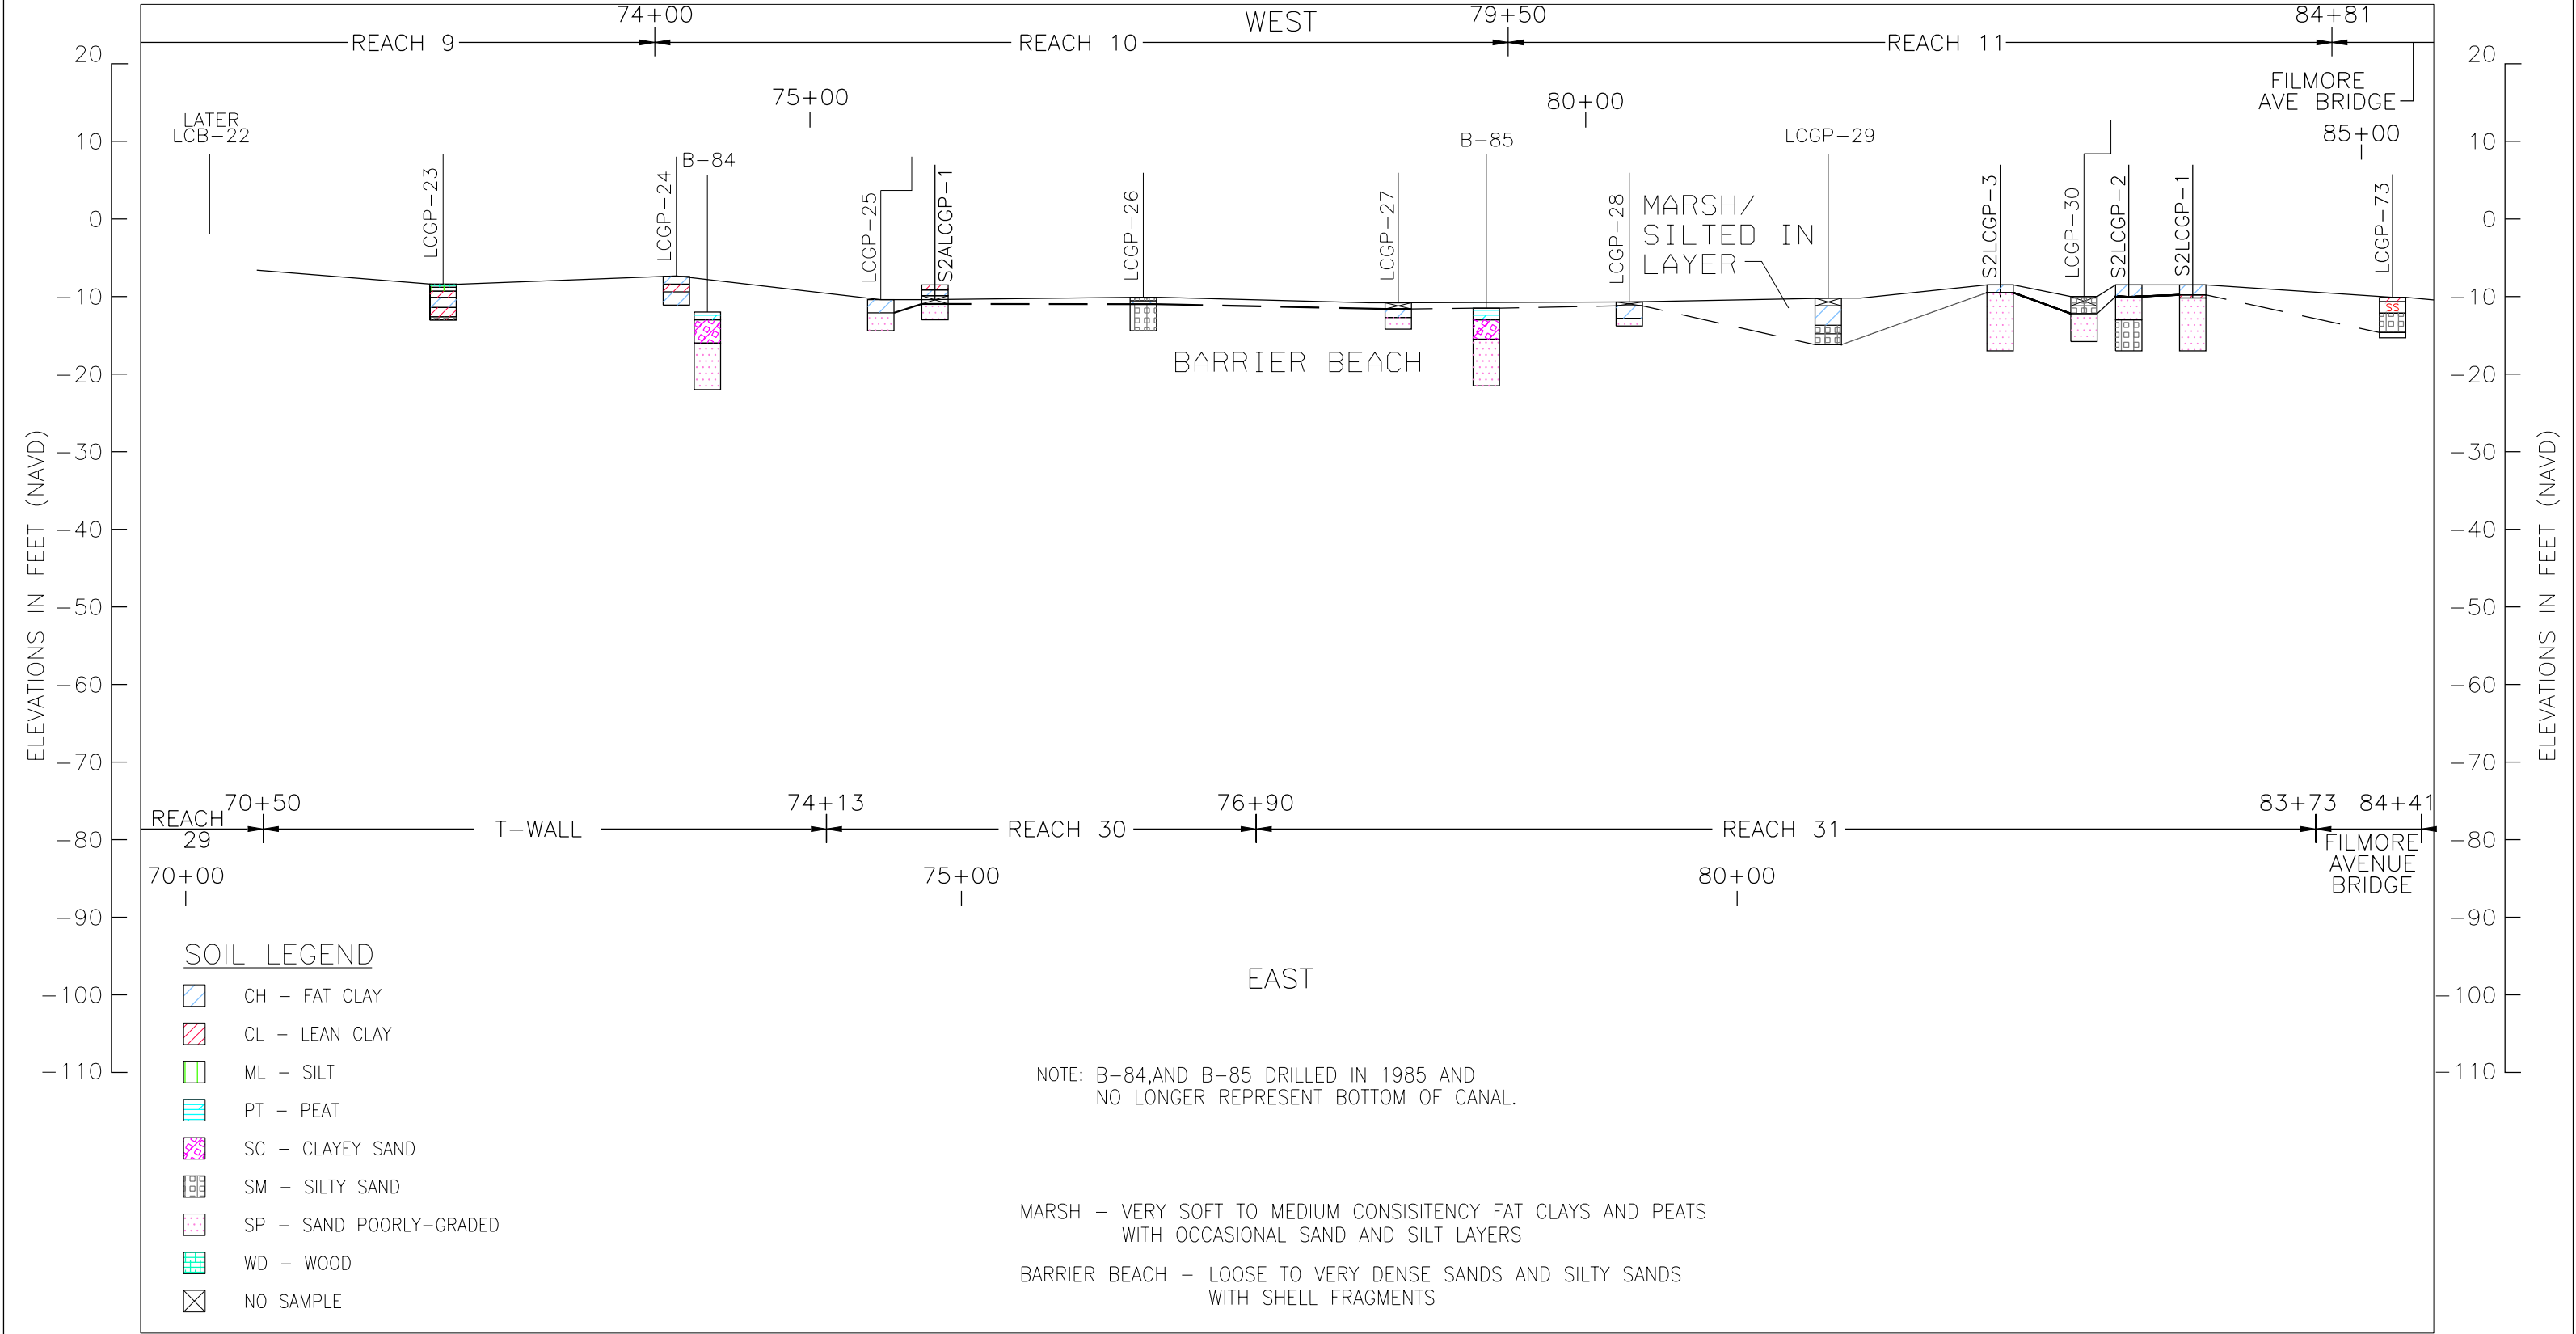 74+00
WEST
79+50
84+81
REACH 9
REACH 10
REACH 11
20
20
FILMORE
AVE BRIDGE
75+00
80+00
85+00
LATER
LCB-22
LCGP-23
LCGP-24
B-84
LCGP-25
S2ALCGP-1
LCGP-26
LCGP-27
B-85
LCGP-28
MARSH/
SILTED IN
LAYER
LCGP-29
S2LCGP-3
LCGP-30
S2LCGP-2
S2LCGP-1
LCGP-73
SS
10
10
0
0
-10
-10
BARRIER BEACH
-20
-20
-30
-30
-40
-40
-50
-50
-60
-60
-70
-70
-80
-80
-90
-90
-100
-100
-110
-110
ELEVATIONS IN FEET (NAVD)
ELEVATIONS IN FEET (NAVD)
70+50
74+13
76+90
83+73
84+41
REACH
29
T-WALL
REACH 30
REACH 31
FILMORE
AVENUE
BRIDGE
70+00
75+00
80+00
EAST
SOIL LEGEND
CH - FAT CLAY
CL - LEAN CLAY
ML - SILT
PT - PEAT
SC - CLAYEY SAND
SM - SILTY SAND
SP - SAND POORLY-GRADED
WD - WOOD
NO SAMPLE
NOTE: B-84,AND B-85 DRILLED IN 1985 AND
NO LONGER REPRESENT BOTTOM OF CANAL.
MARSH - VERY SOFT TO MEDIUM CONSISITENCY FAT CLAYS AND PEATS
WITH OCCASIONAL SAND AND SILT LAYERS
BARRIER BEACH - LOOSE TO VERY DENSE SANDS AND SILTY SANDS
WITH SHELL FRAGMENTS